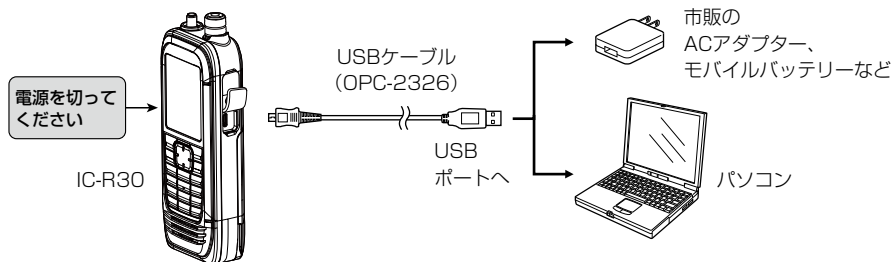 電源を切って
ください
IC-R30
USBケーブル
（OPC-2326）
USB
ポートへ
市販の
ACアダプター、
モバイルバッテリーなど
パソコン